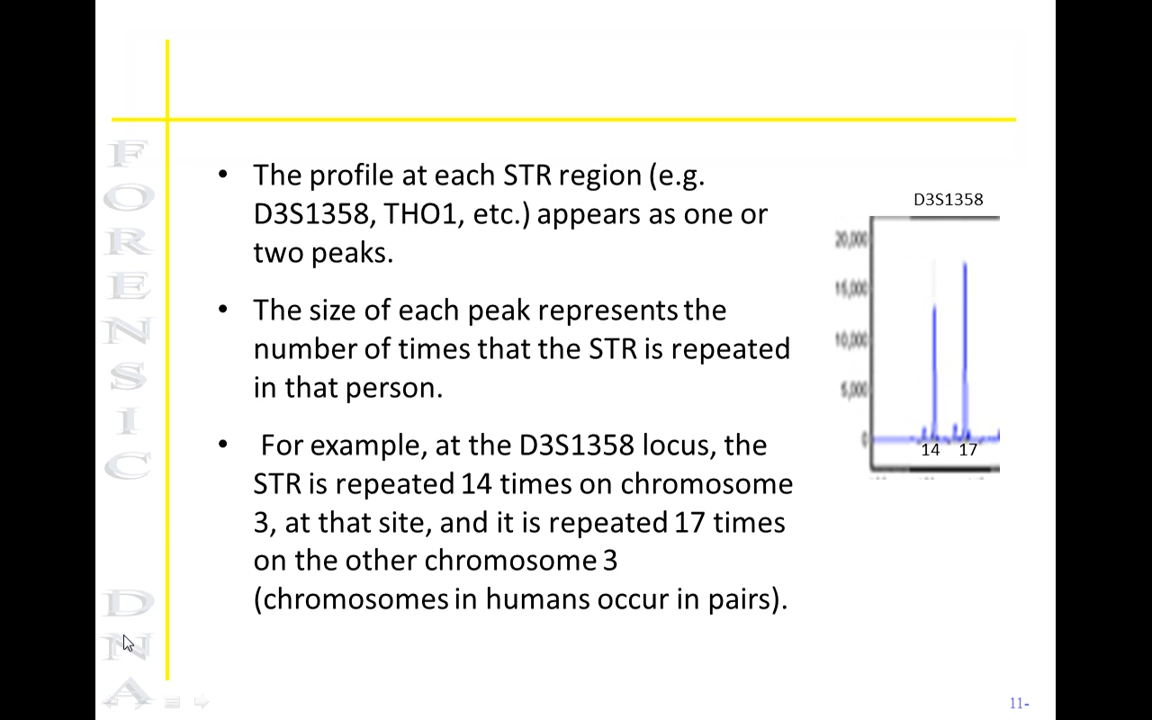 FORENSIC DNA
• The profile at each STR region (e.g.
D3S1358, THO1, etc.) appears as one or
two peaks.
• The size of each peak represents the
number of times that the STR is repeated
in that person.
• For example, at the D3S1358 locus, the
STR is repeated 14 times on chromosome
3, at that site, and it is repeated 17 times
on the other chromosome 3
(chromosomes in humans occur in pairs).
D3S1358
20,000
15,000
10,000
5,000
0
14 17
11-